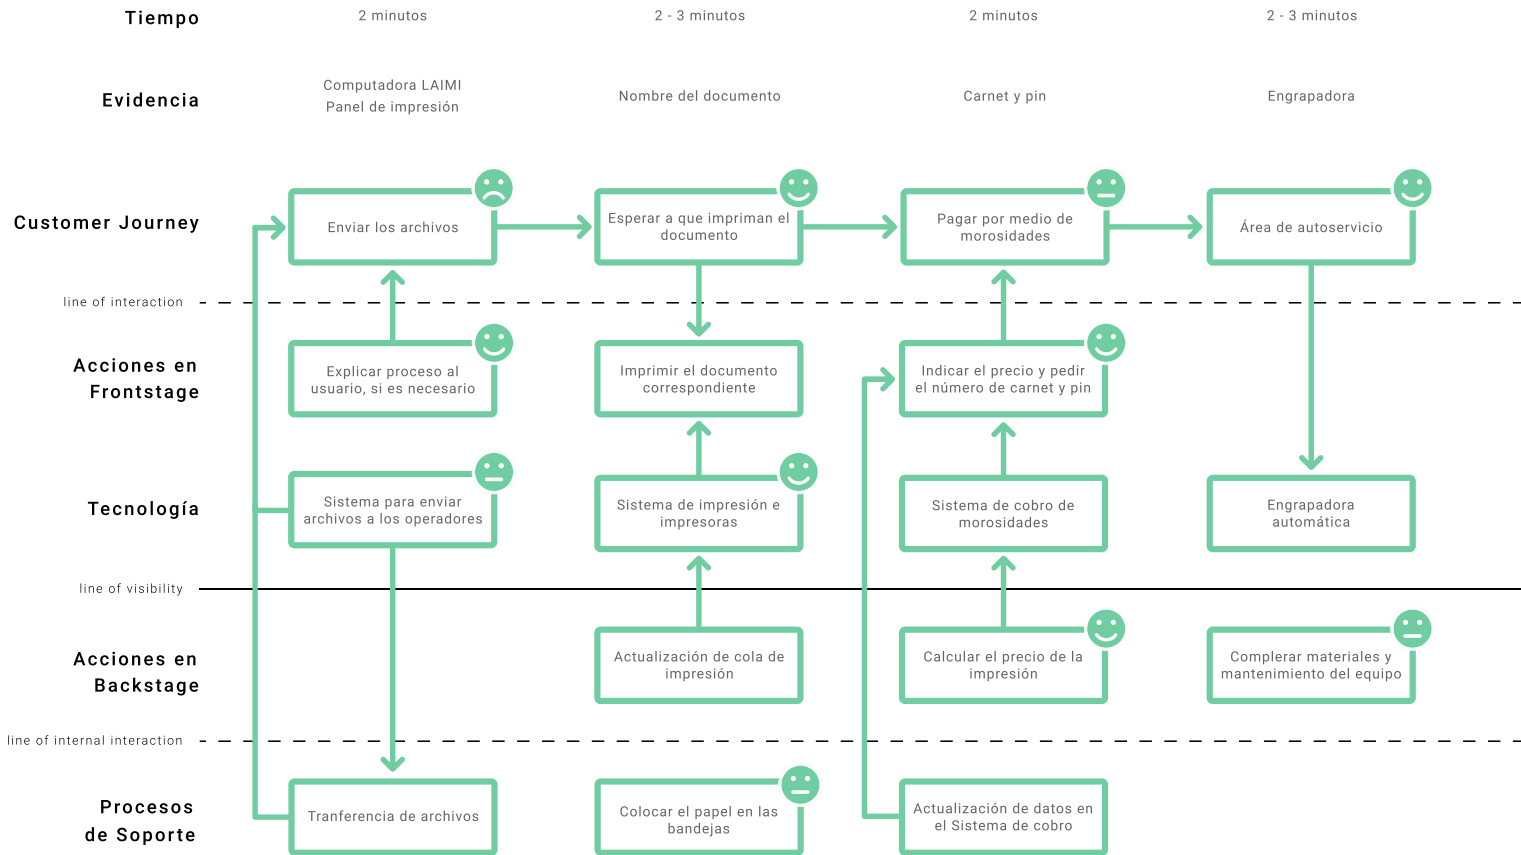 Tiempo
2 minutos
2 - 3 minutos
2 minutos
2 - 3 minutos
Evidencia
Computadora LAIMI
Panel de impresión
Nombre del documento
Carnet y pin
Engrapadora
Customer Journey
Enviar los archivos
Esperar a que impriman el
documento
Pagar por medio de
morosidades
Área de autoservicio
line of interaction
Acciones en
Frontstage
Explicar proceso al
usuario, si es necesario
Imprimir el documento
correspondiente
Indicar el precio y pedir
el número de carnet y pin
Tecnología
Sistema para enviar
archivos a los operadores
Sistema de impresión e
impresoras
Sistema de cobro de
morosidades
Engrapadora
automática
line of visibility
Acciones en
Backstage
Actualización de cola de
impresión
Calcular el precio de la
impresión
Complerar materiales y
mantenimiento del equipo
line of internal interaction
Procesos
de Soporte
Tranferencia de archivos
Colocar el papel en las
bandejas
Actualización de datos en
el Sistema de cobro